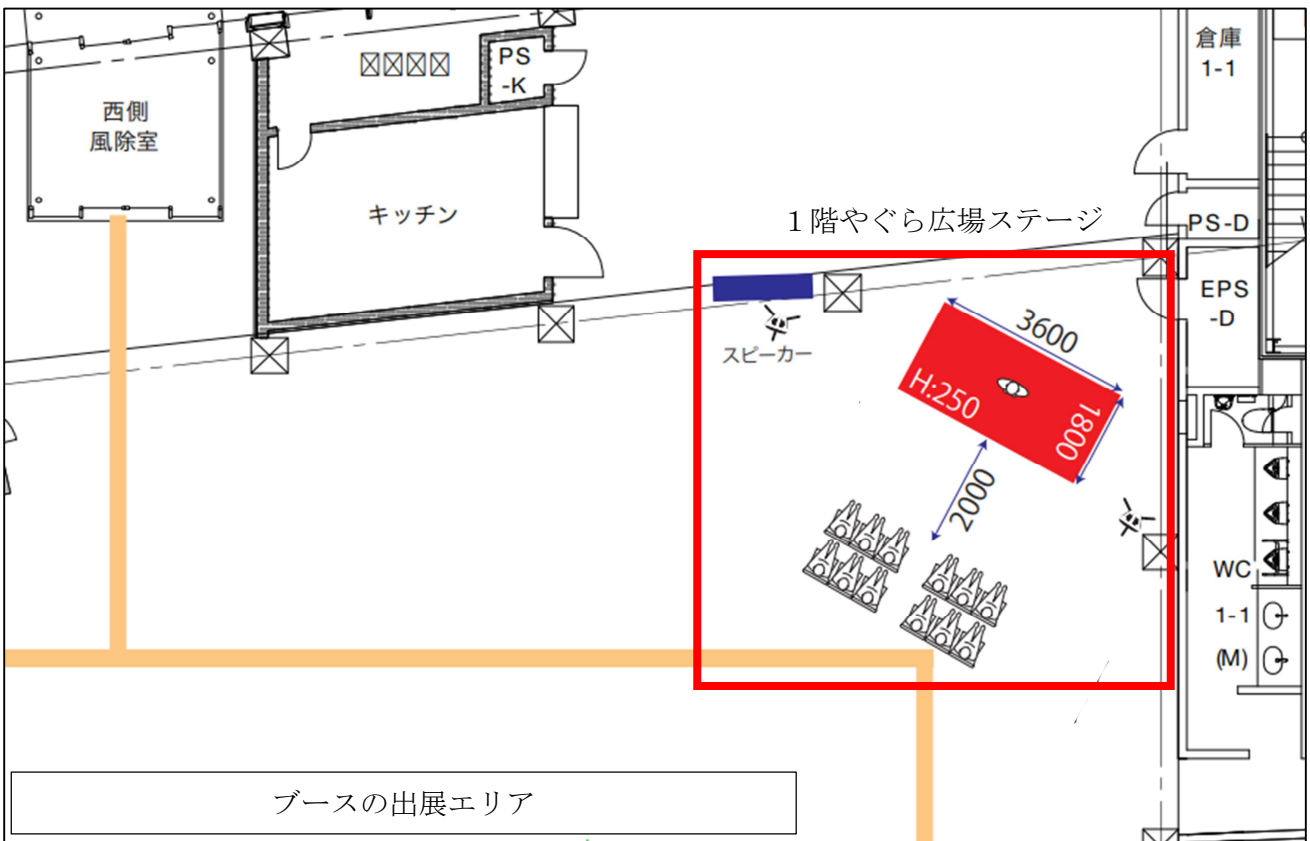 西側
風除室
PS
-K
キッチン
倉庫
1-1
1階やぐら広場ステージ
PS-D
EPS
-D
スピーカー
3600
H:250
1800
2000
WC
1-1
(M)
ブースの出展エリア